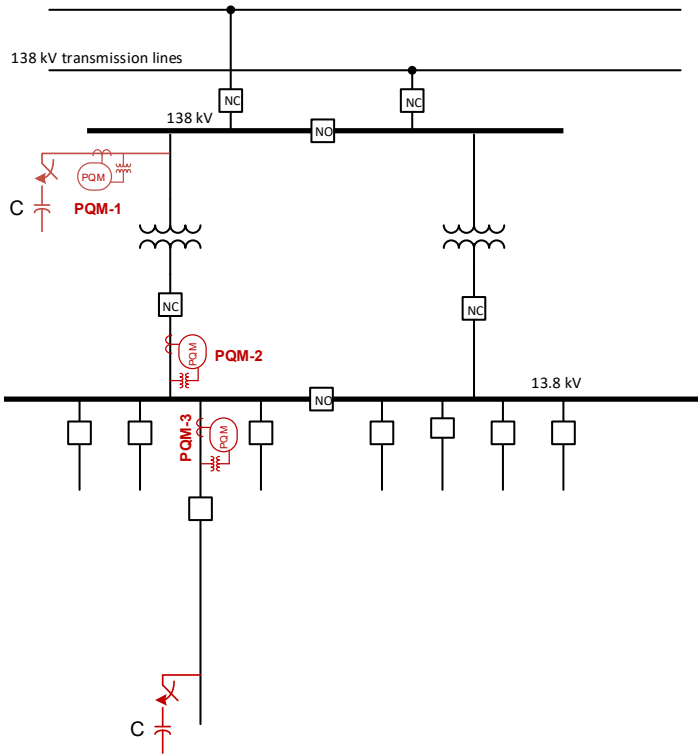 138 kV transmission lines
NC
NC
138 kV
NO
PQM
C
PQM-1
NC
NC
PQM
PQM-2
13.8 kV
NO
PQM-3
PQM
C